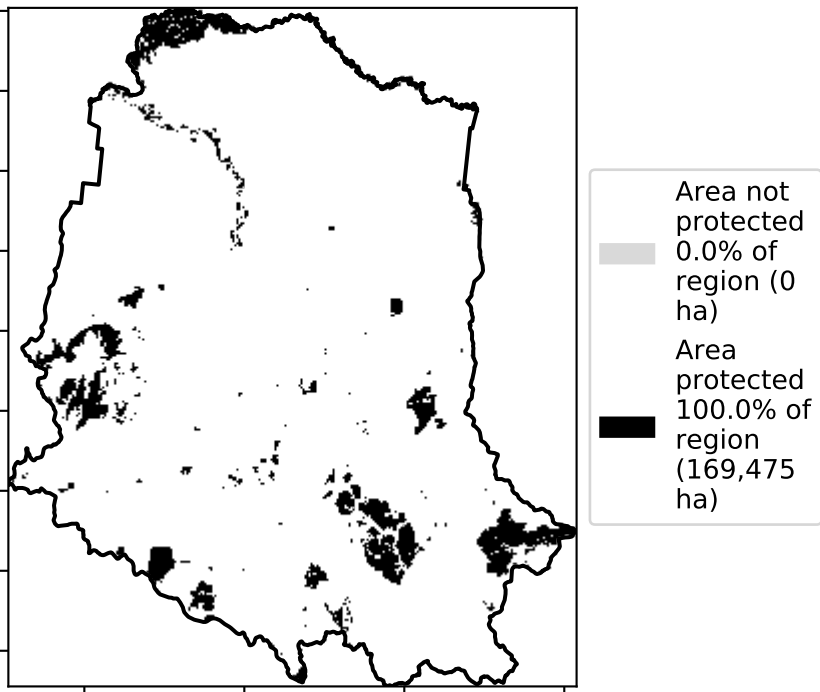 Area not
protected
0.0% of
region (0
ha)
Area
protected
100.0% of
region
(169,475
ha)